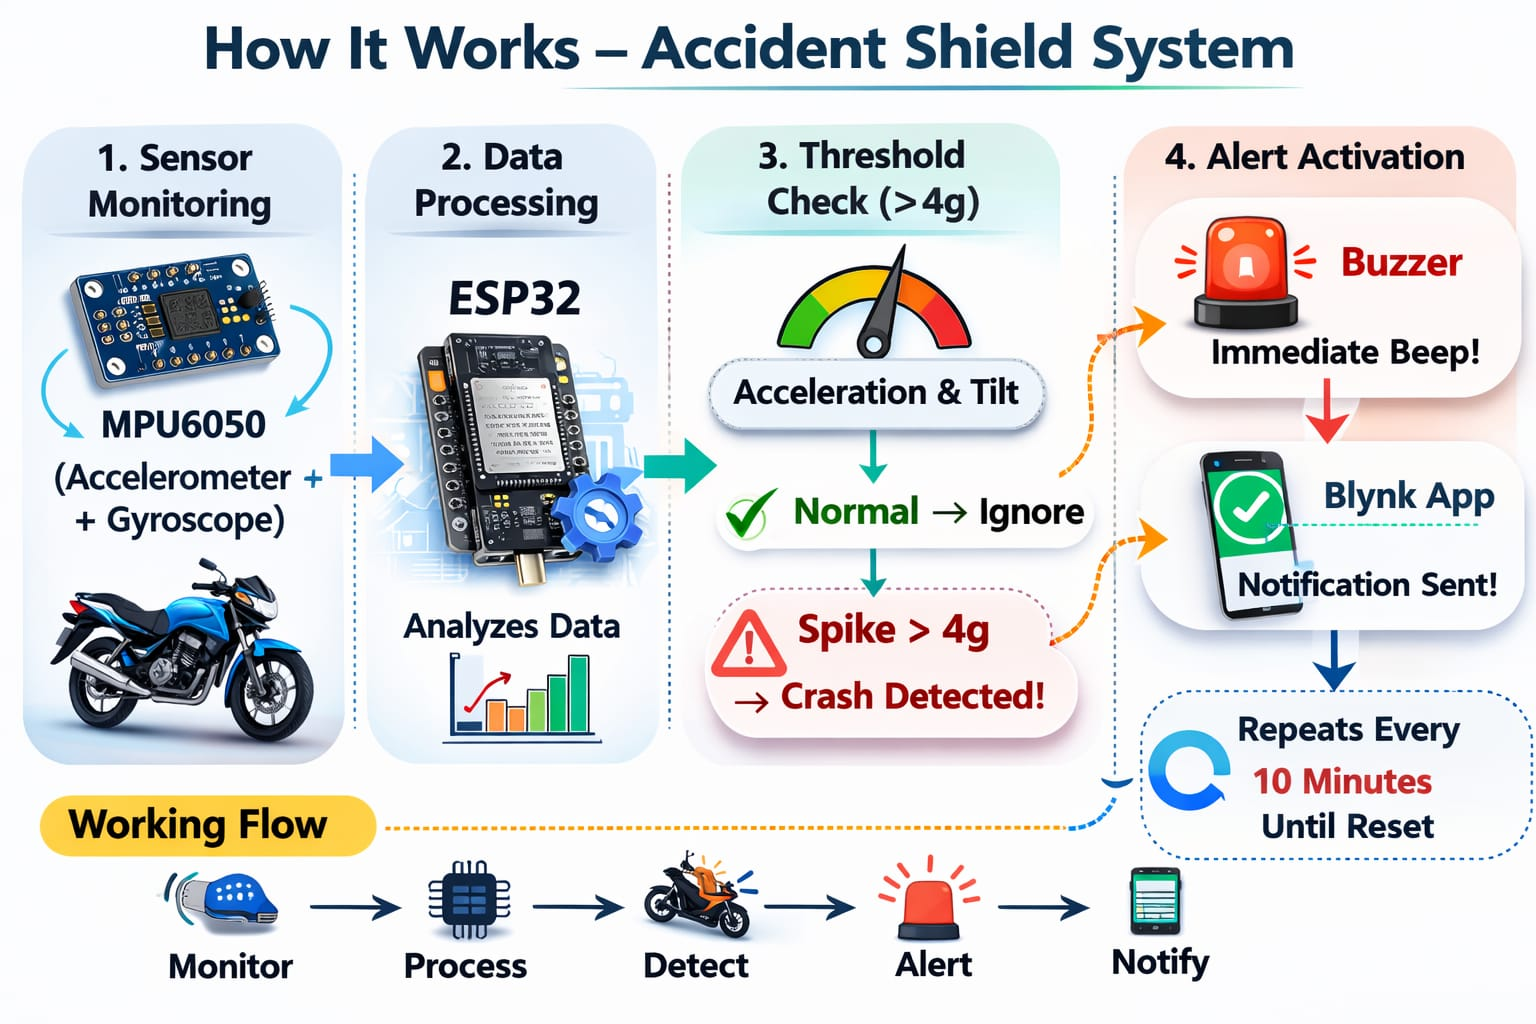 How It Works – Accident Shield System
1. Sensor
Monitoring
MPU6050
(Accelerometer +
+ Gyroscope)
2. Data
Processing
ESP32
Analyzes Data
3. Threshold
Check (>4g)
Acceleration & Tilt
Normal → Ignore
Spike > 4g
→ Crash Detected!
4. Alert Activation
Buzzer
Immediate Beep!
Blynk App
Notification Sent!
Repeats Every
10 Minutes
Until Reset
Working Flow
Monitor
Process
Detect
Alert
Notify